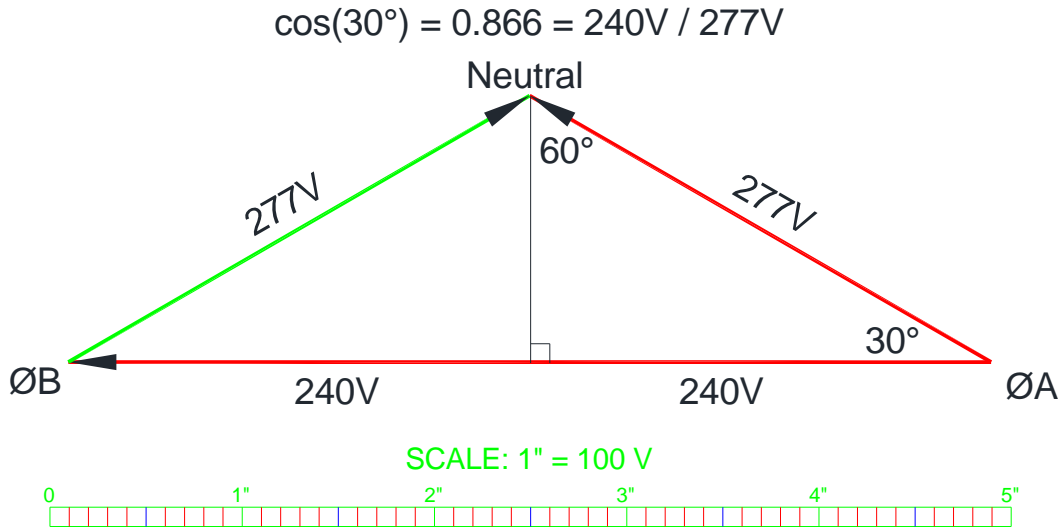 cos(30°) = 0.866 = 240V / 277V
Neutral
60°
277V
277V
30°
ØB
240V
240V
ØA
SCALE: 1" = 100 V
0 1" 2" 3" 4" 5"